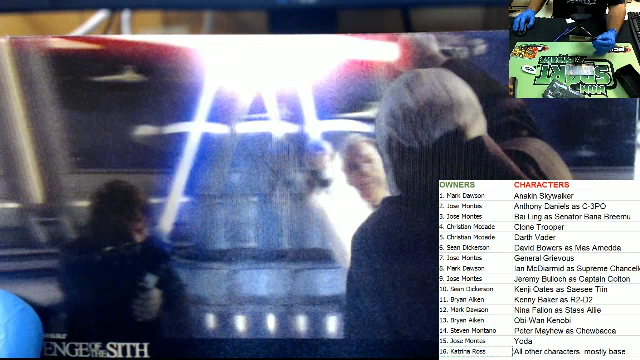 OWNERS CHARACTERS
1. Mark Dawson Anakin Skywalker
2. Jose Montes Anthony Daniels as C-3PO
3. Jose Montes Bai Ling as Senator Bana Breemu
4. Christian Mccade Clone Trooper
5. Christian Mccade Darth Vader
6. Sean Dickerson David Bowers as Mas Amedda
7. Jose Montes General Grievous
8. Mark Dawson Ian McDiarmid as Supreme Chancell
9. Jose Montes Jeremy Bulloch as Captain Colton
10. Sean Dickerson Kenji Oates as Saesee Tiin
11. Bryan Aiken Kenny Baker as R2-D2
12. Mark Dawson Nina Fallon as Stass Allie
13. Bryan Aiken Obi-Wan Kenobi
14. Steven Montano Peter Mayhew as Chewbacca
15. Jose Montes Yoda
16. Katrina Ross All other characters, mostly base
ENGE OF THE SITH